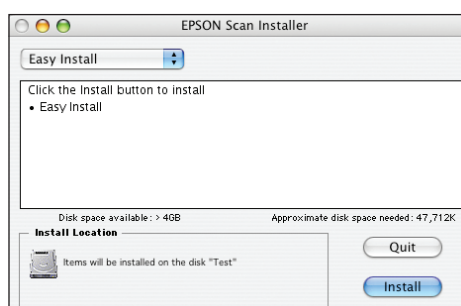 EPSON Scan Installer
Easy Install
Click the Install button to install
• Easy Install
Disk space available: > 4GB Approximate disk space needed: 47,712K
Install Location
Items will be installed on the disk "Test"
Quit
Install